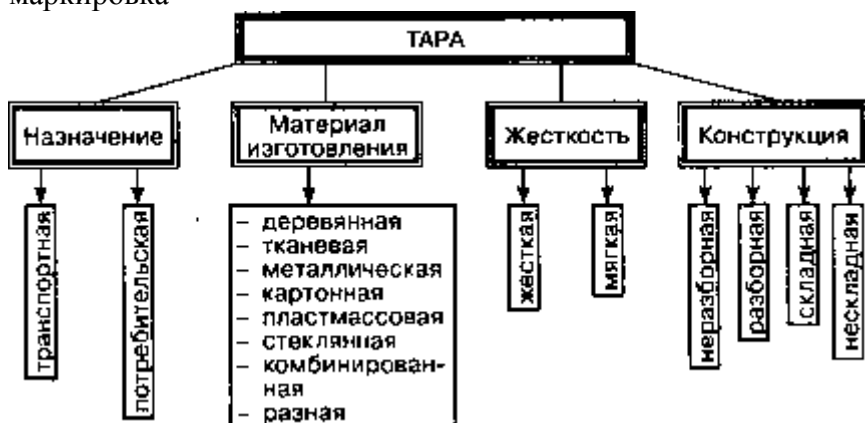 маркировка
ТАРА
Назначение
Материал
изготовления
Жесткость
Конструкция
транспортная
потребительская
– деревянная
– тканевая
– металлическая
– картонная
– пластмассовая
– стеклянная
– комбинирован-
ная
– разная
жёсткая
мягкая
неразборная
разборная
складная
нескладная